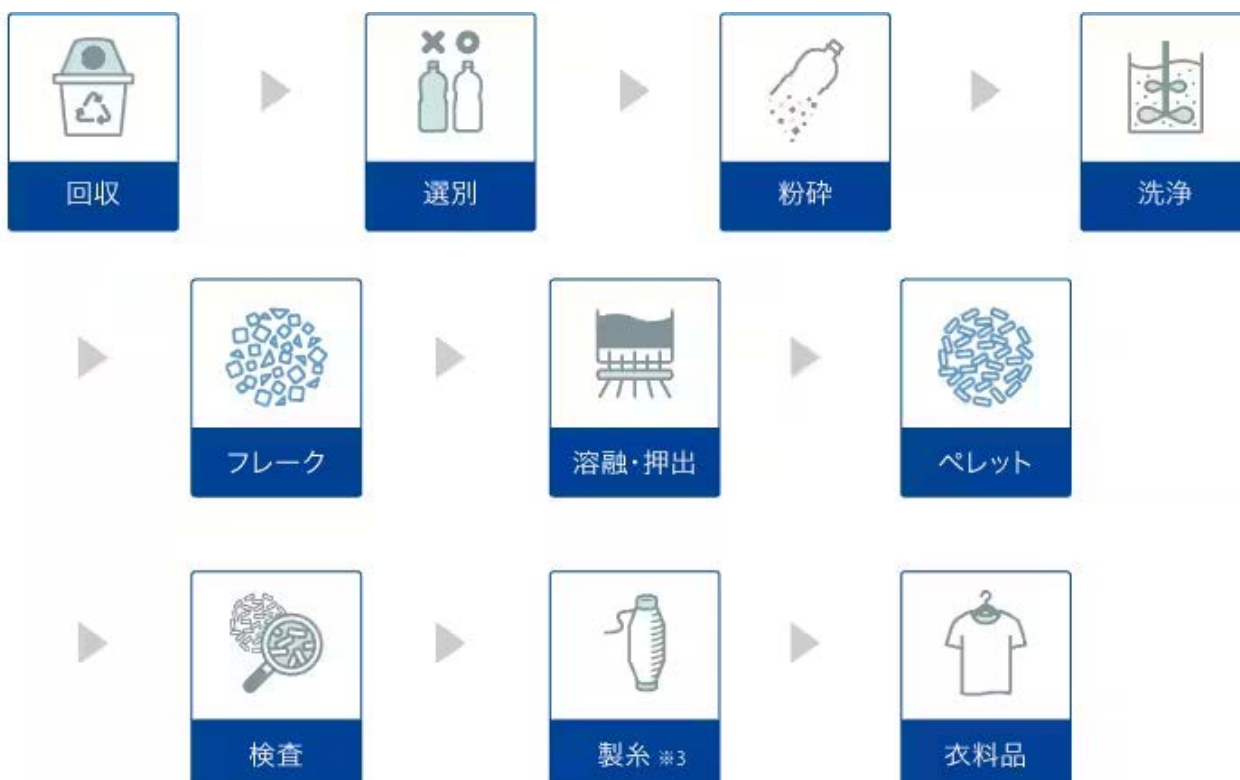 回収
選別
粉砕
洗浄
フレーク
溶融・押出
ペレット
検査
製糸 ※3
衣料品